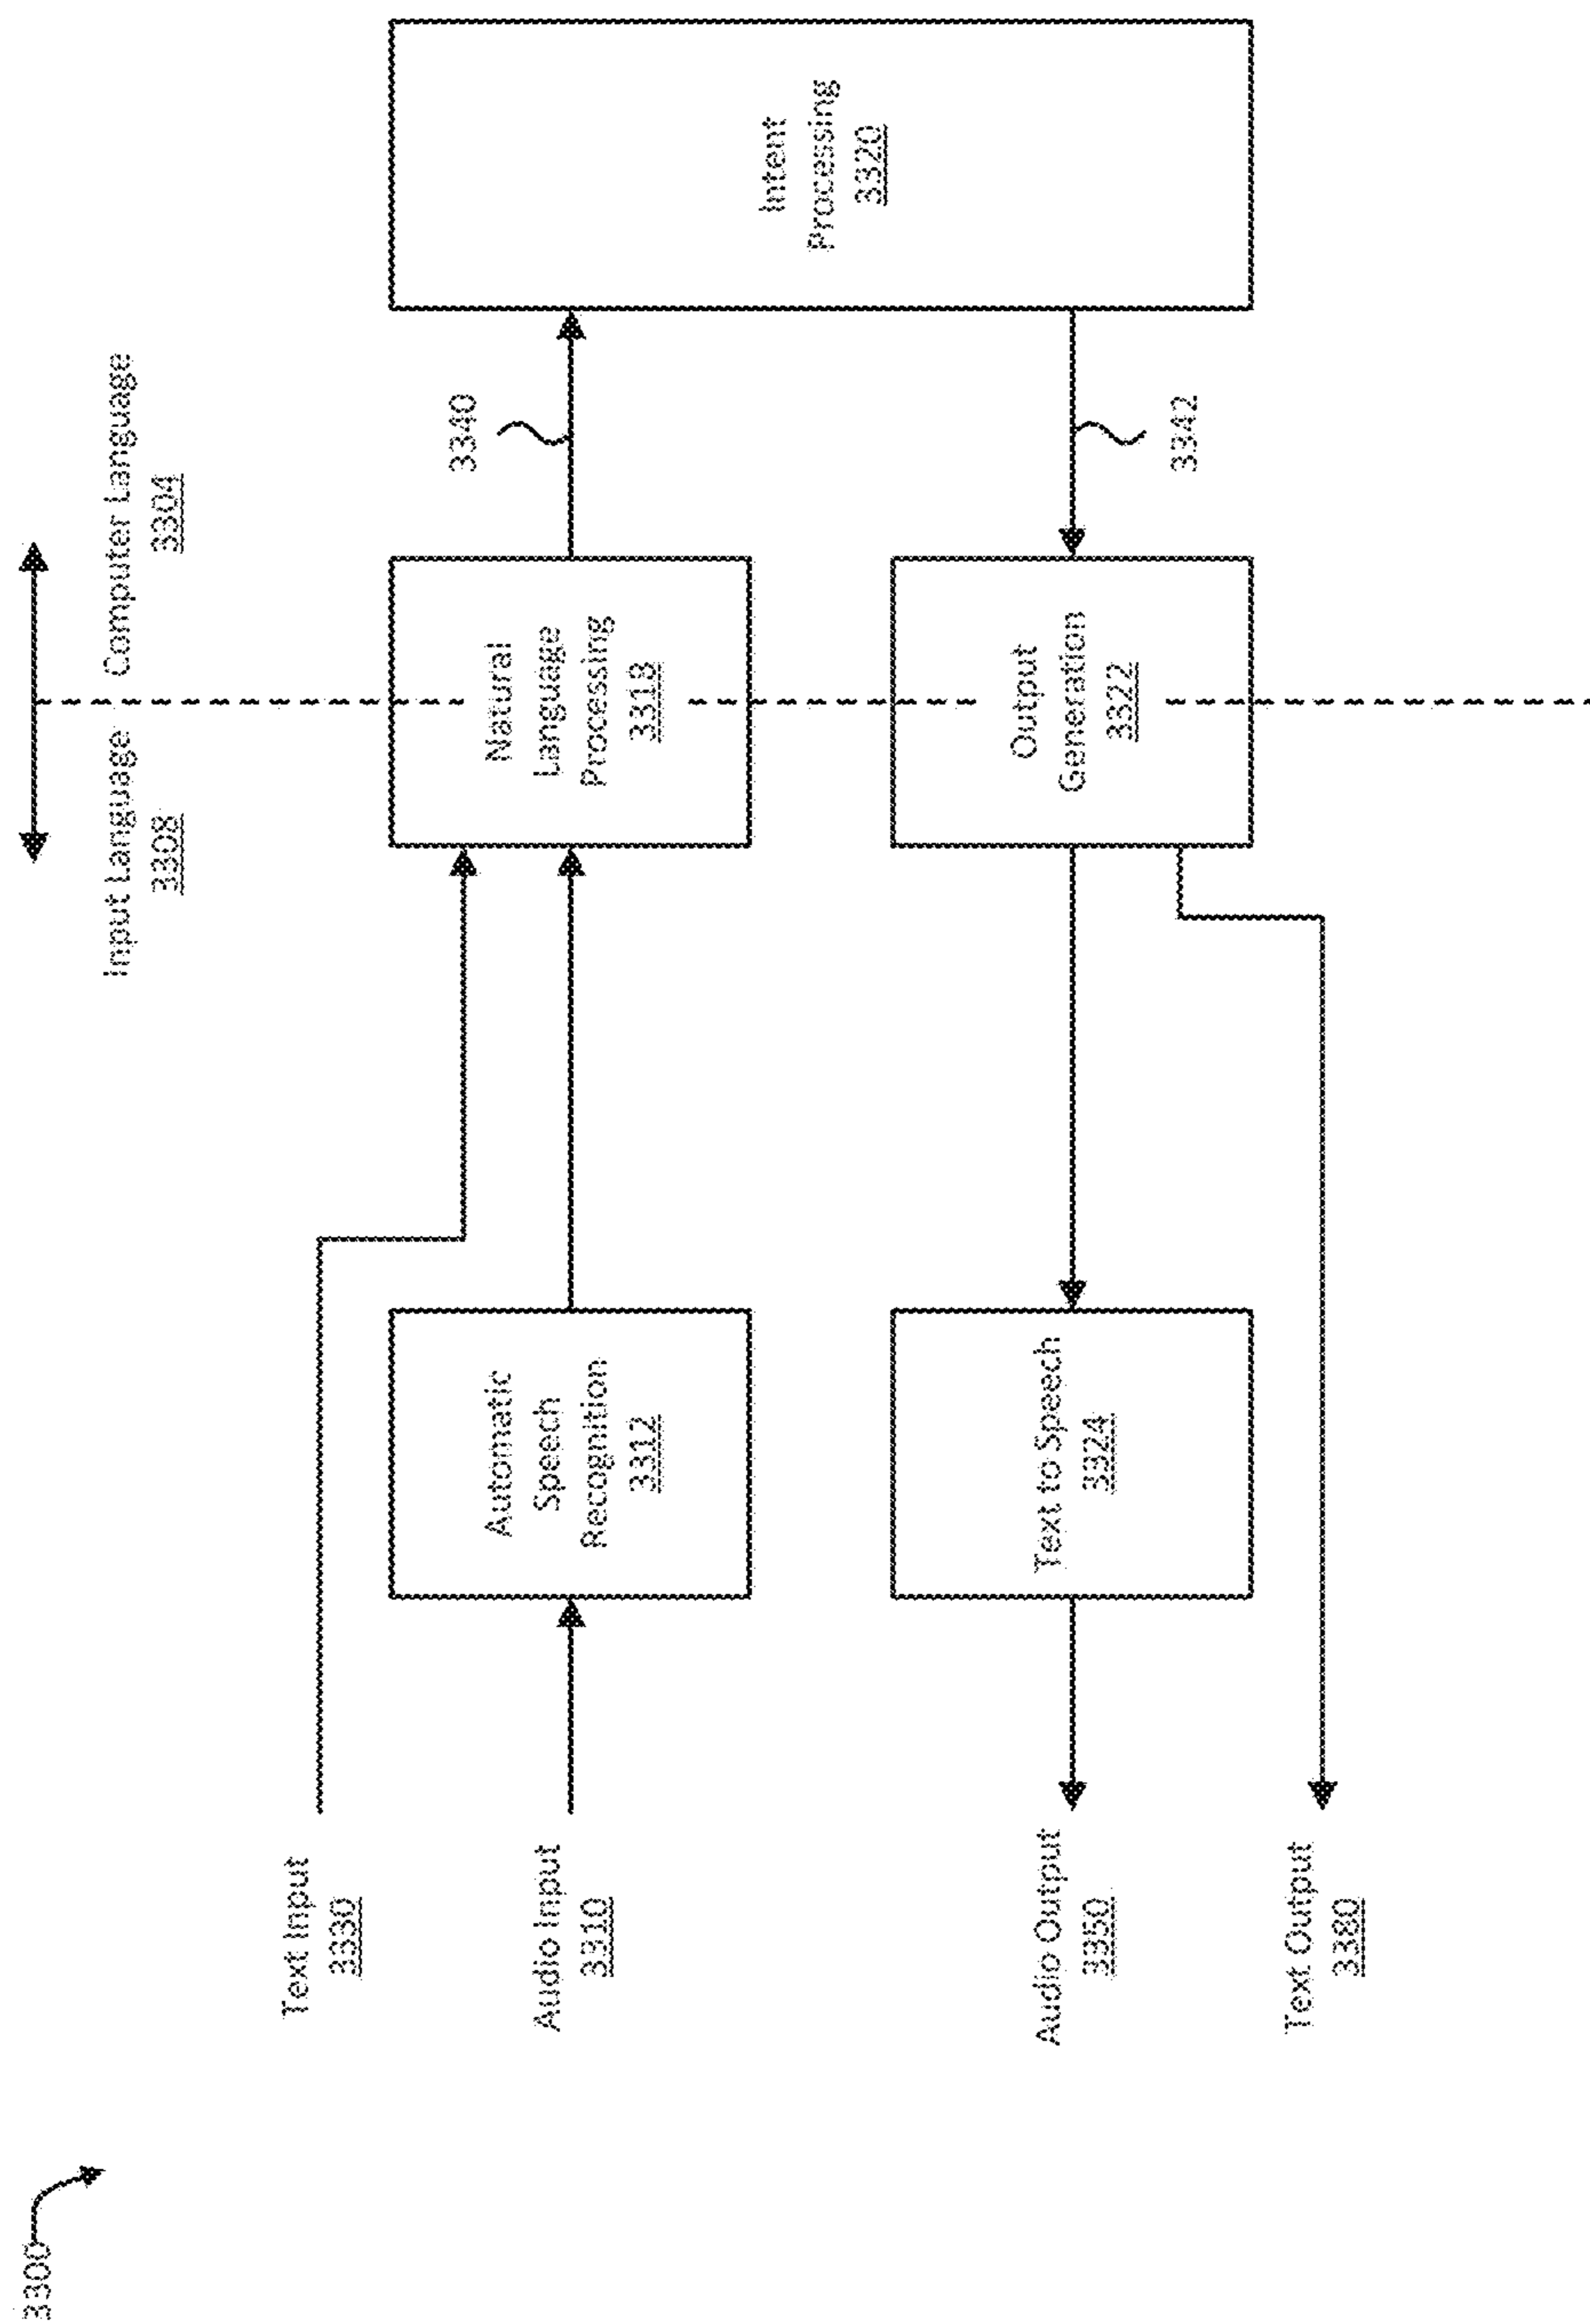 3300
Input Language
3308
Computer Language
3304
Text Input
3330
Audio Input
3310
Automatic
Speech
Recognition
3312
Natural
Language
Processing
3318
3340
Intent
Processing
3320
3342
Output
Generation
3322
Text to Speech
3324
Audio Output
3350
Text Output
3380